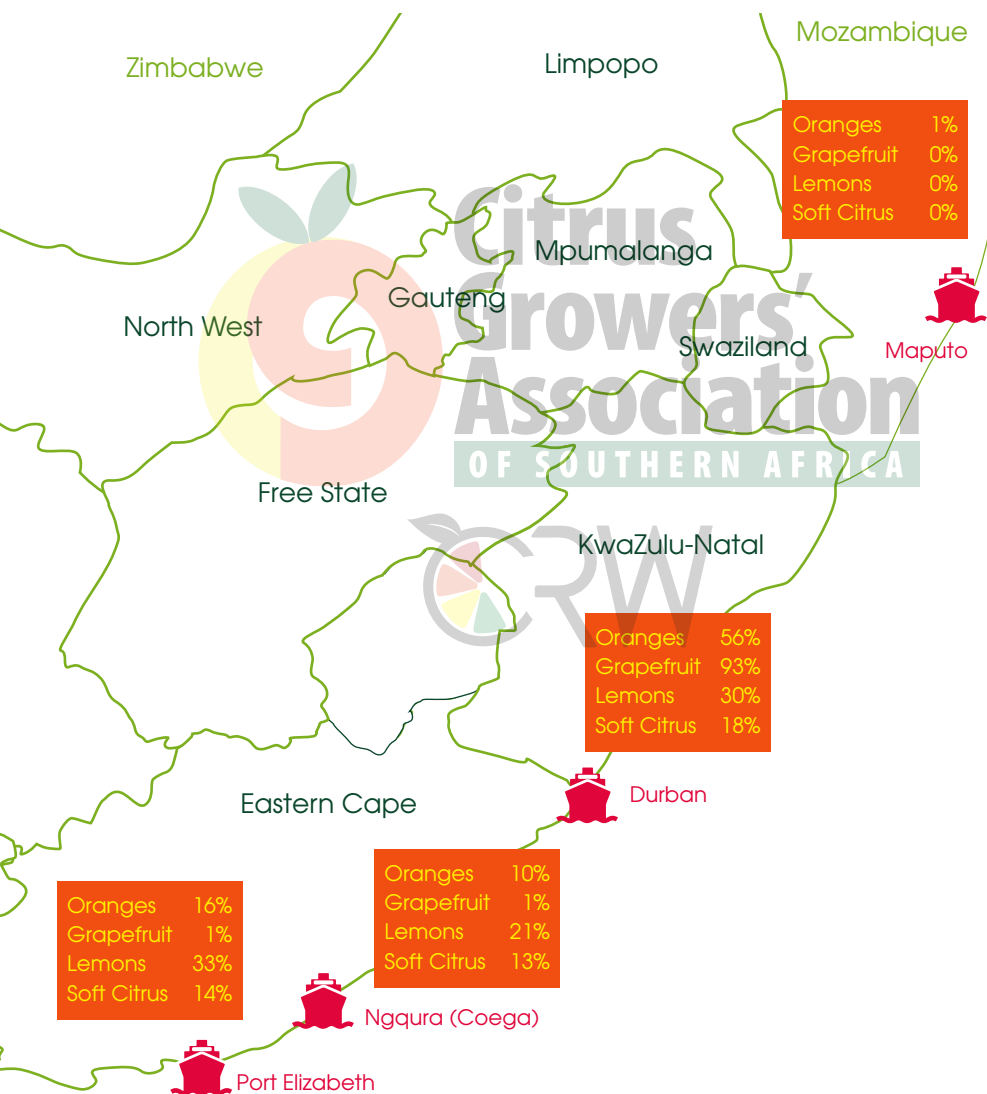 Mozambique
Zimbabwe
Limpopo
Oranges 1%
Grapefruit 0%
Lemons 0%
Soft Citrus 0%
Citrus
Growers'
Association
OF SOUTHERN AFRICA
Mpumalanga
Gauteng
North West
Swaziland
Maputo
Free State
CRW
KwaZulu-Natal
Oranges 56%
Grapefruit 93%
Lemons 30%
Soft Citrus 18%
Durban
Eastern Cape
Oranges 10%
Grapefruit 1%
Lemons 21%
Soft Citrus 13%
Oranges 16%
Grapefruit 1%
Lemons 33%
Soft Citrus 14%
Ngqura (Coega)
Port Elizabeth